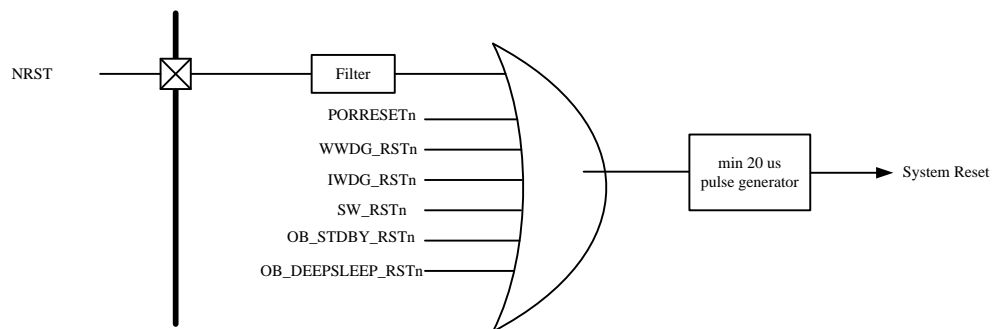 NRST
Filter
PORRESETn
WWDG_RSTn
IWDG_RSTn
SW_RSTn
OB_STDBY_RSTn
OB_DEEPSLEEP_RSTn
min 20 us
pulse generator
System Reset